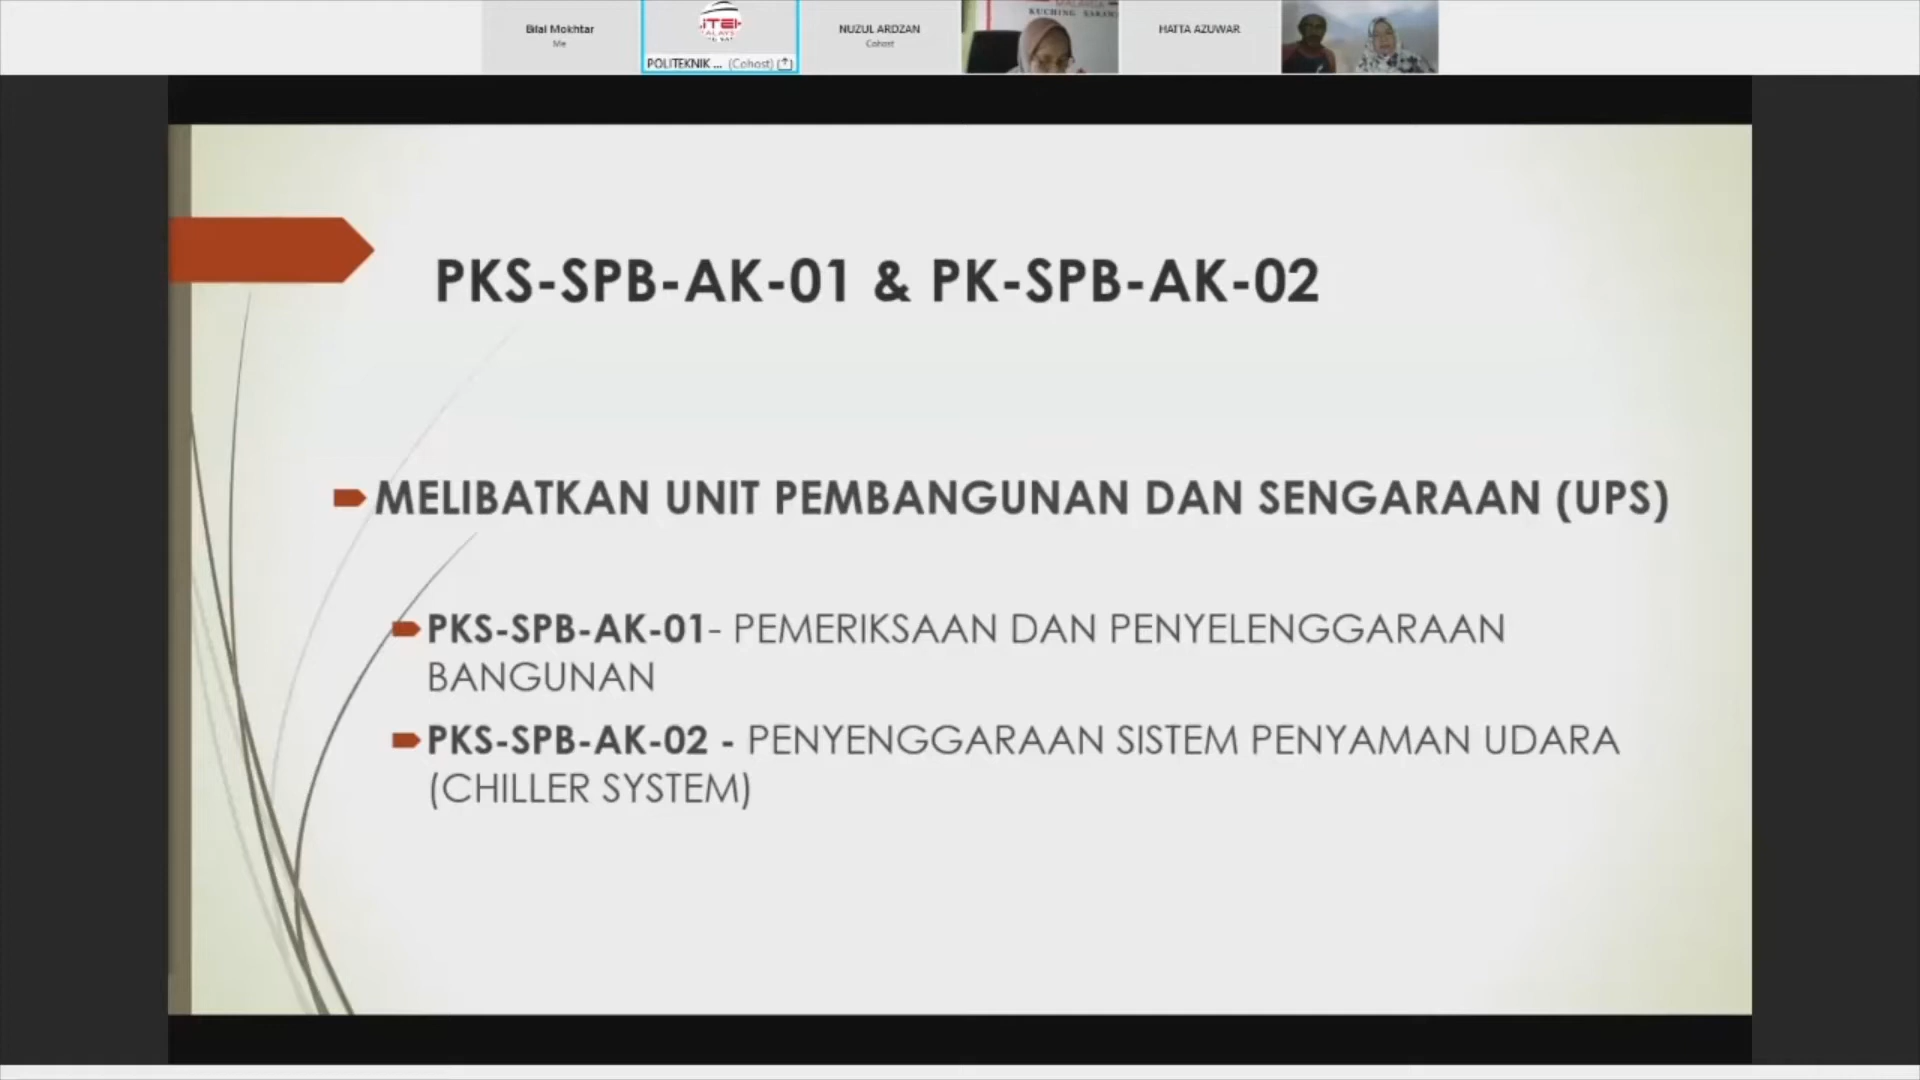 Bilal Mokhtar
Me
POLITEKNIK ... (Cohost)
NUZUL ARDZAN
Cohost
MALAYSIA
HATTA AZUWAR
PKS-SPB-AK-01 & PK-SPB-AK-02
MELIBATKAN UNIT PEMBANGUNAN DAN SENGARAAN (UPS)
PKS-SPB-AK-01- PEMERIKSAAN DAN PENYELENGGARAAN
BANGUNAN
PKS-SPB-AK-02 - PENYENGGARAAN SISTEM PENYAMAN UDARA
(CHILLER SYSTEM)